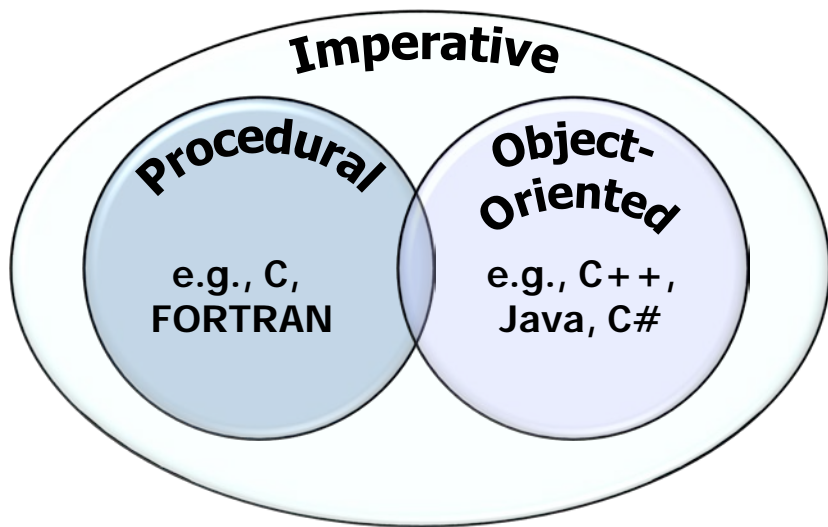 Imperative
Procedural
e.g., C,
FORTRAN
Object-
Oriented
e.g., C++,
Java, C#